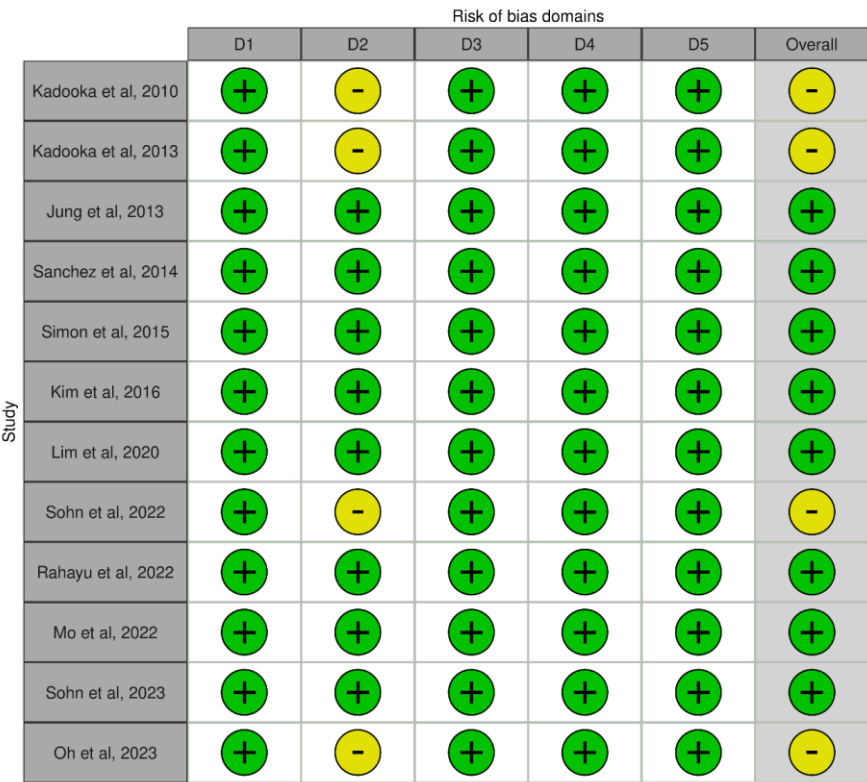 Risk of bias domains
D1 D2 D3 D4 D5 Overall
Kadooka et al, 2010 + - + + + -
Kadooka et al, 2013 + - + + + -
Jung et al, 2013 + + + + + +
Sanchez et al, 2014 + + + + + +
Simon et al, 2015 + + + + + +
Kim et al, 2016 + + + + + +
Study
Lim et al, 2020 + + + + + +
Sohn et al, 2022 + - + + + -
Rahayu et al, 2022 + + + + + +
Mo et al, 2022 + + + + + +
Sohn et al, 2023 + + + + + +
Oh et al, 2023 + - + + + -